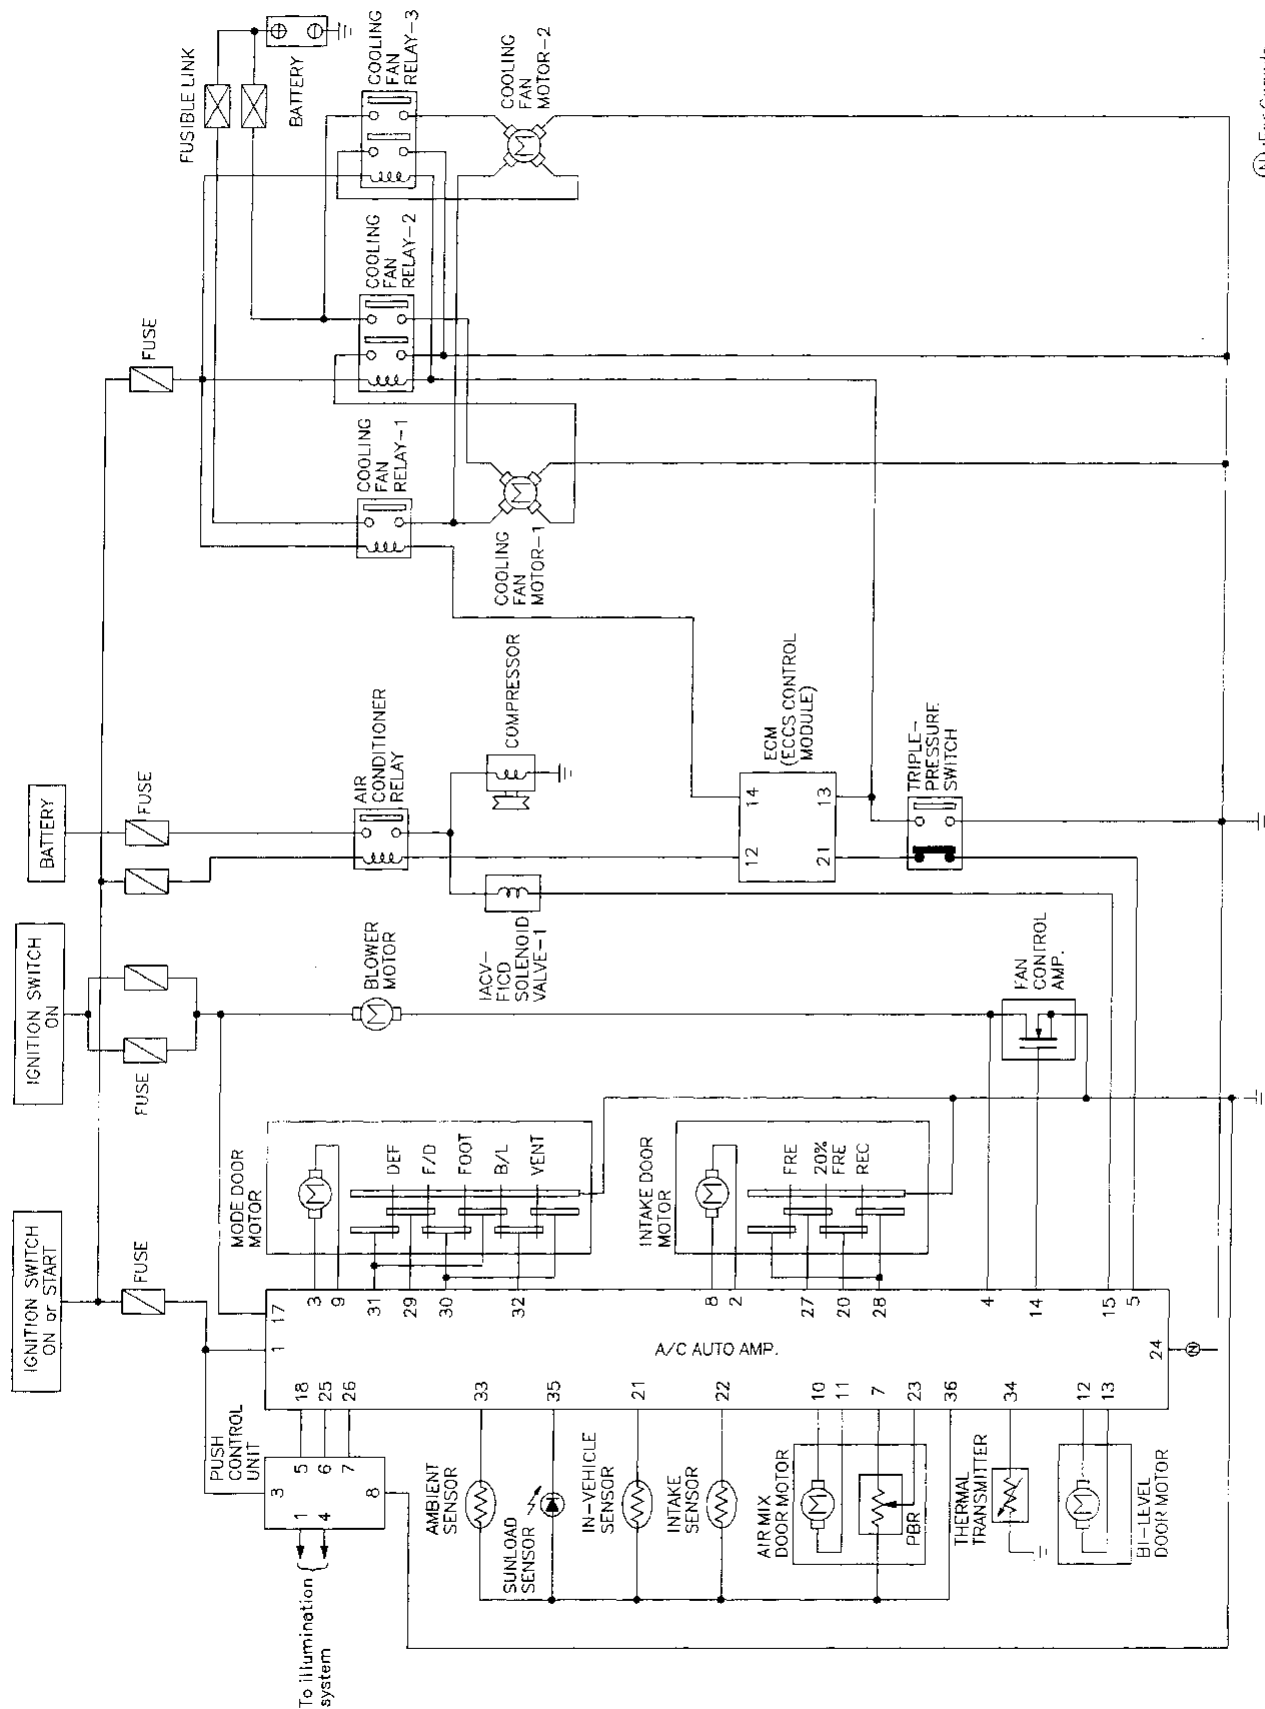 IGNITION SWITCH
ON or START
FUSE
IGNITION SWITCH
ON
FUSE
BATTERY
FUSE
FUSE
FUSIBLE LINK
BATTERY
COOLING
FAN
RELAY-1
COOLING
FAN
RELAY-2
COOLING
FAN
RELAY-3
COOLING
FAN
MOTOR-1
COOLING
FAN
MOTOR-2
M
M
AIR
CONDITIONER
RELAY
COMPRESSOR
IACV-
FICD
SOLENOID
VALVE-1
BLOWER
MOTOR
M
ECM
(ECCS CONTROL
MODULE)
14
13
12
21
TRIPLE-
PRESSURE
SWITCH
FAN
CONTROL
AMP.
MODE DOOR
MOTOR
M
DEF
F/D
FOOT
B/L
VENT
INTAKE DOOR
MOTOR
M
FRE
20%
FRE
REC
17
3
9
31
29
30
32
8
2
27
20
28
4
14
15
5
1
A/C AUTO AMP.
24
N
18
25
26
33
35
21
22
10
11
7
23
36
34
12
13
PUSH
CONTROL
UNIT
3
5
6
7
1
4
8
To illumination
system
AMBIENT
SENSOR
SUNLOAD
SENSOR
IN-VEHICLE
SENSOR
INTAKE
SENSOR
AIR MIX
DOOR MOTOR
M
PBR
THERMAL
TRANSMITTER
BI-LEVEL
DOOR MOTOR
M
N